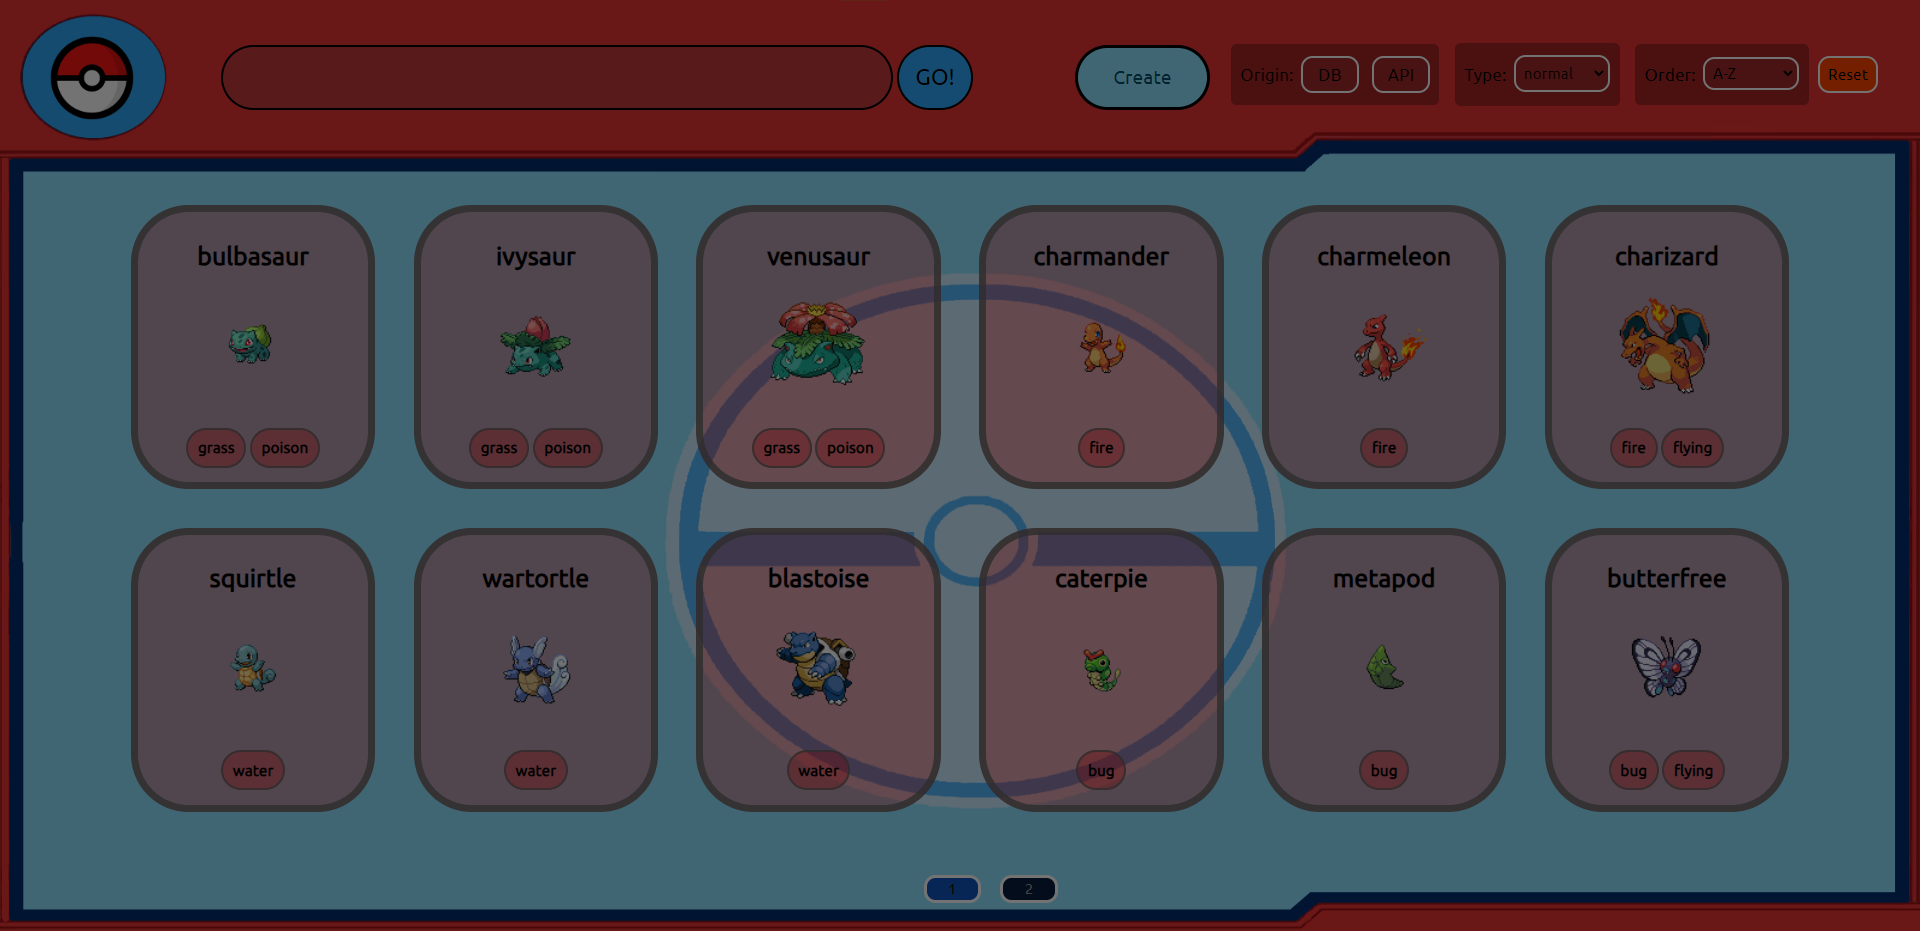 GO! Create Origin: DB API Type: normal Order: A-Z Reset
bulbasaur ivysaur venusaur charmander charmeleon charizard
grass poison grass poison grass poison fire fire fire flying
squirtle wartortle blastoise caterpie metapod butterfree
water water water bug bug bug flying
1 2